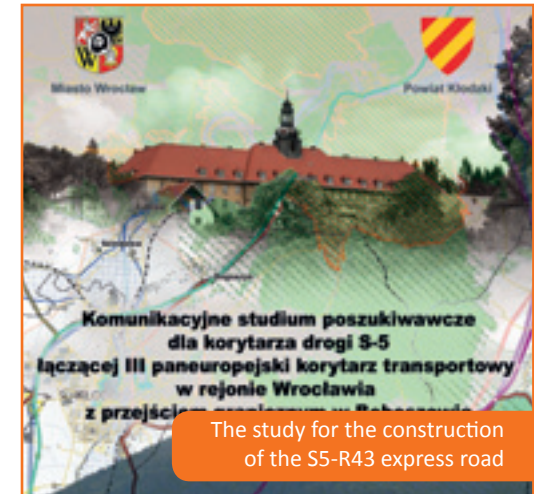 Miasto Wrocław
Powiat Kłodzki
Komunikacyjne studium poszukiwawcze
dla korytarza drogi S-5
łączącej III paneuropejski korytarz transportowy
w rejonie Wrocławia
z przejściem
The study for the construction
of the S5-R43 express road